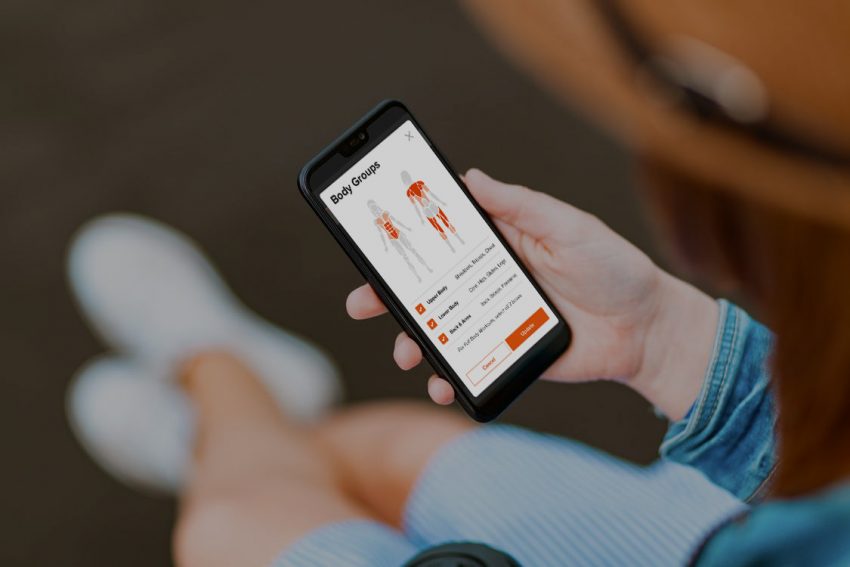 Body Groups
Upper Body Shoulders, Biceps, Chest
Lower Body Core, Hips, Glutes, Legs
Back & Arms Back, Triceps, Forearms
For Full Body Workouts, select all 3 boxes
Cancel Update